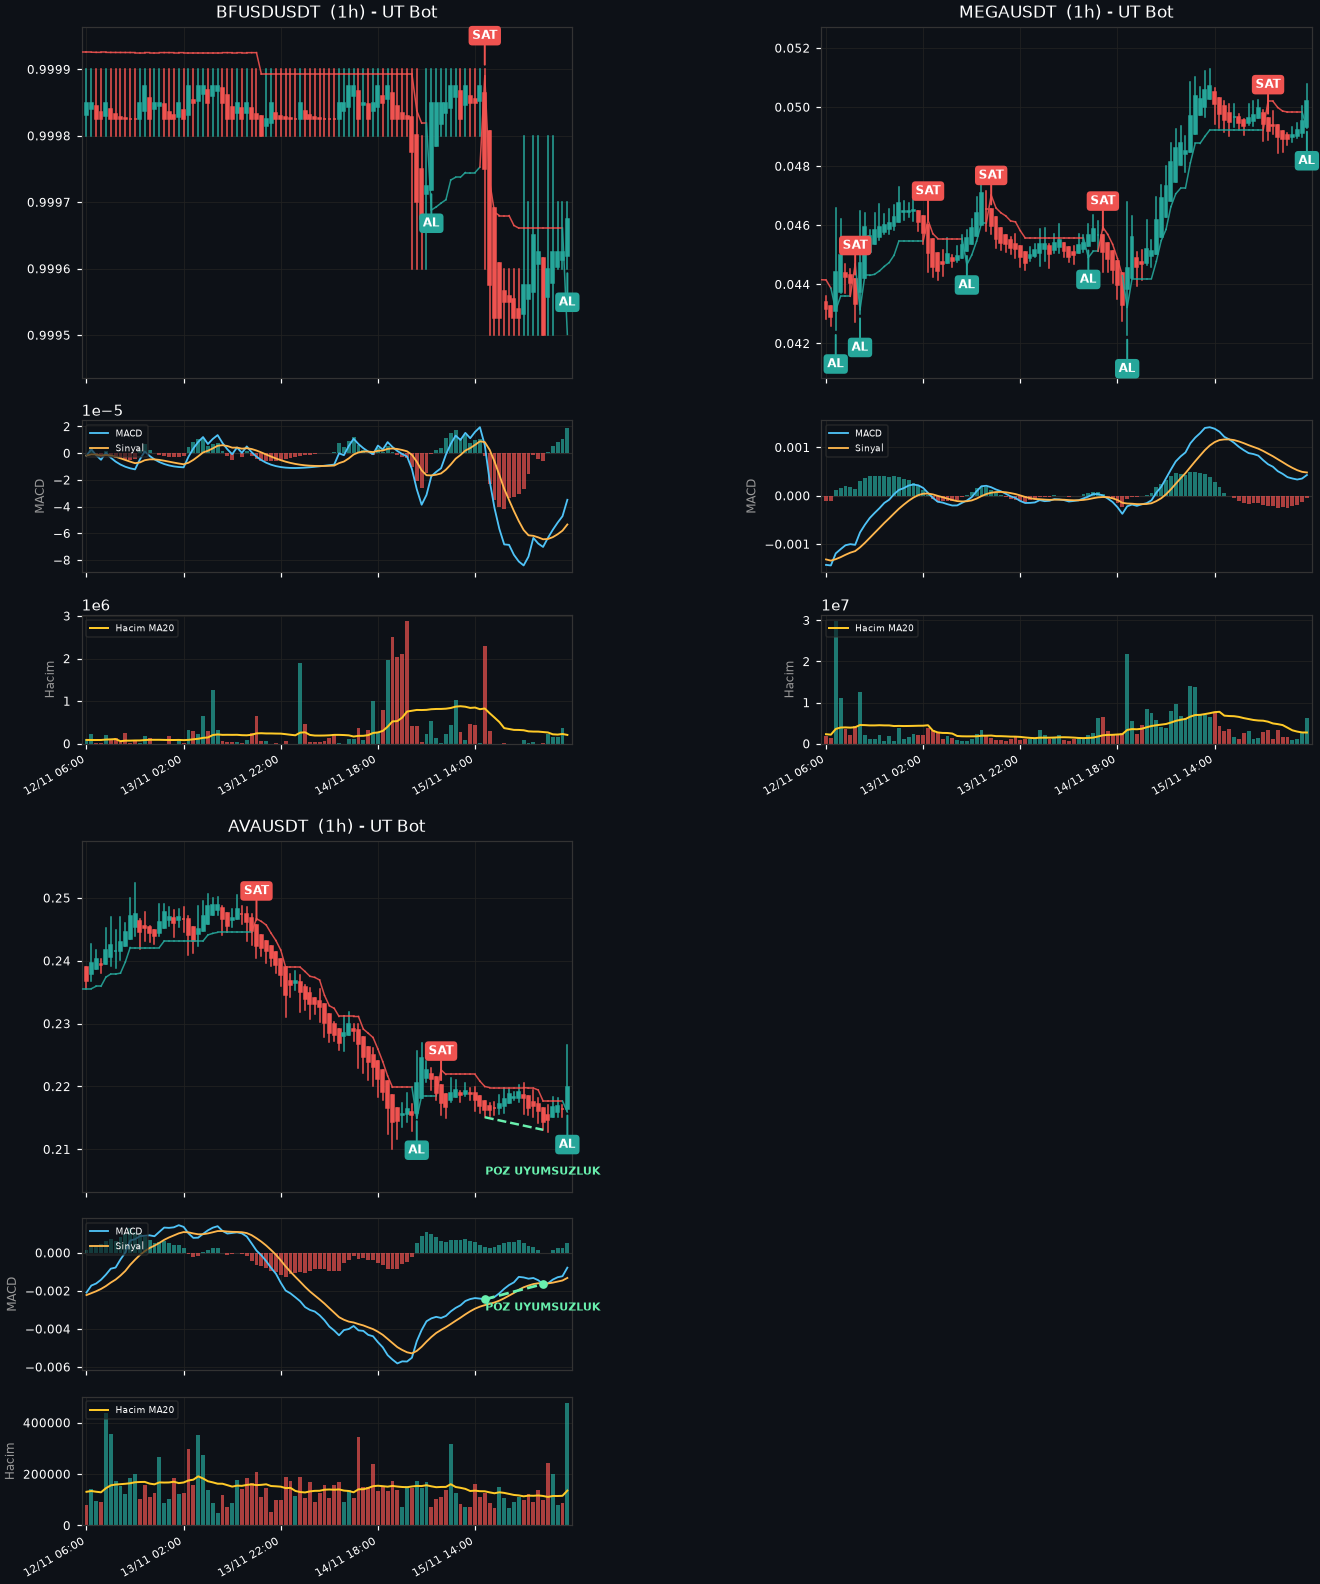 BFUSDUSDT  (1h) - UT Bot
SAT
0.9999
0.9998
0.9997
AL
0.9996
AL
0.9995
1e−5
2
MACD
0
Sinyal
−2
MACD
−4
−6
−8
1e6
3
Hacim MA20
2
Hacim
1
0
12/11 06:00
13/11 02:00
13/11 22:00
14/11 18:00
15/11 14:00
MEGAUSDT  (1h) - UT Bot
0.052
SAT
0.050
AL
0.048
SAT
SAT
SAT
0.046
SAT
AL
AL
0.044
0.042
AL
AL
AL
MACD
0.001
Sinyal
MACD
0.000
−0.001
1e7
3
Hacim MA20
2
Hacim
1
0
12/11 06:00
13/11 02:00
13/11 22:00
14/11 18:00
15/11 14:00
AVAUSDT  (1h) - UT Bot
0.25
SAT
0.24
0.23
SAT
0.22
0.21
AL
AL
POZ UYUMSUZLUK
MACD
0.000
Sinyal
−0.002
MACD
POZ UYUMSUZLUK
−0.004
−0.006
Hacim MA20
400000
Hacim
200000
0
12/11 06:00
13/11 02:00
13/11 22:00
14/11 18:00
15/11 14:00